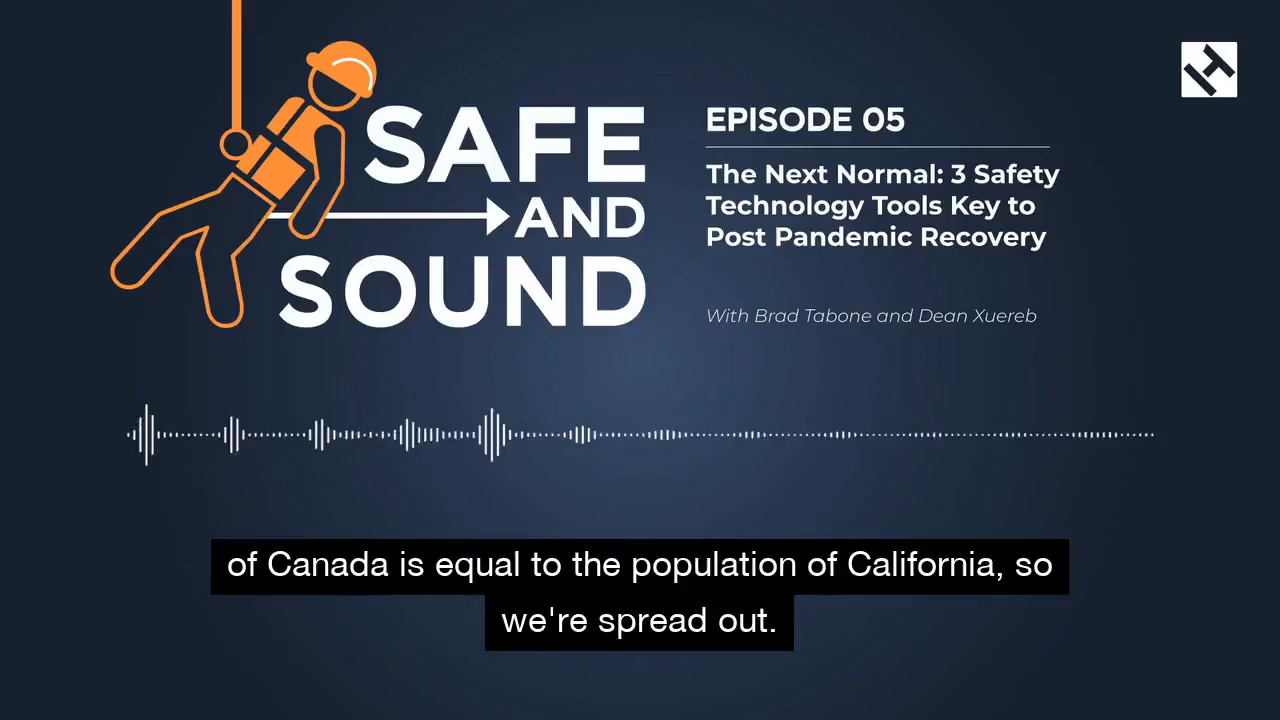 SAFE
AND
SOUND
EPISODE 05
The Next Normal: 3 Safety
Technology Tools Key to
Post Pandemic Recovery
With Brad Tabone and Dean Xuereb
of Canada is equal to the population of California, so
we're spread out.